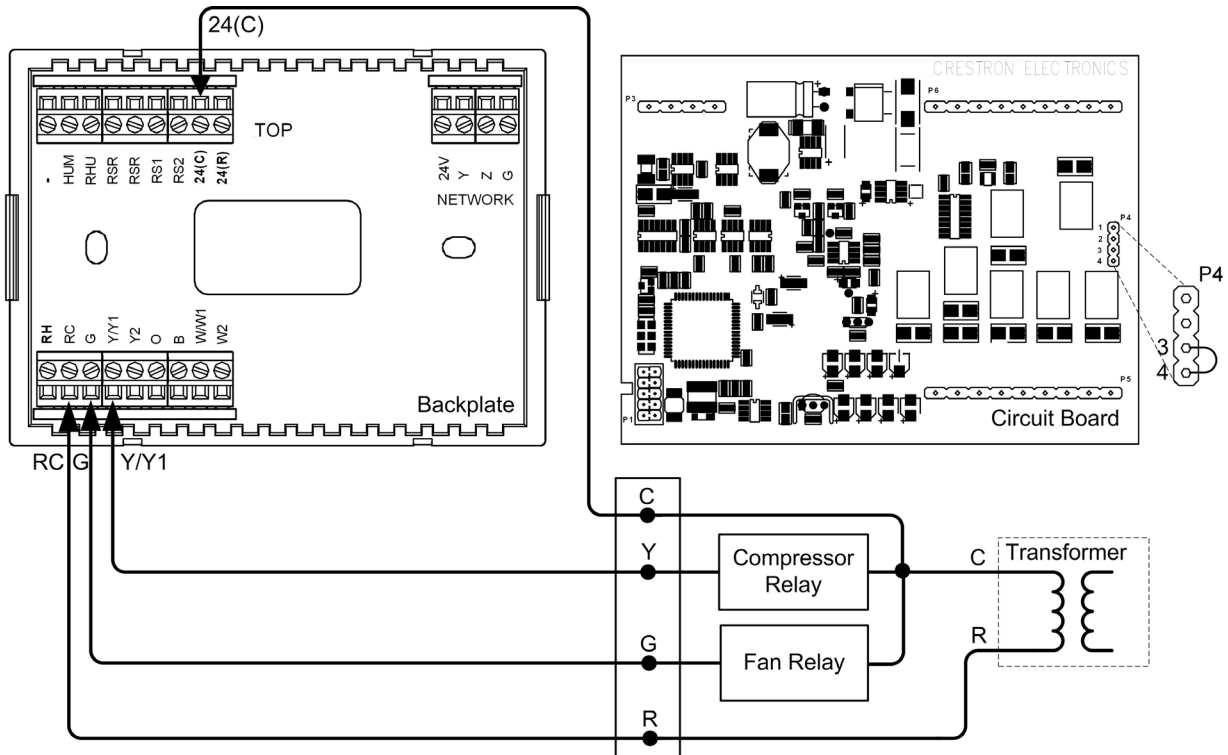 24(C)
TOP
-
HUM
RHU
RSR
RSR
RS1
RS2
24(C)
24(R)
24V
Y
Z
G
NETWORK
RH
RC
G
Y/Y1
Y2
O
B
W/W1
W2
Backplate
RC G Y/Y1
CRESTRON ELECTRONICS
P3
P6
P4
1
2
3
4
P4
3
4
P1
P5
Circuit Board
C
Y
G
R
Compressor
Relay
Fan Relay
C
R
Transformer